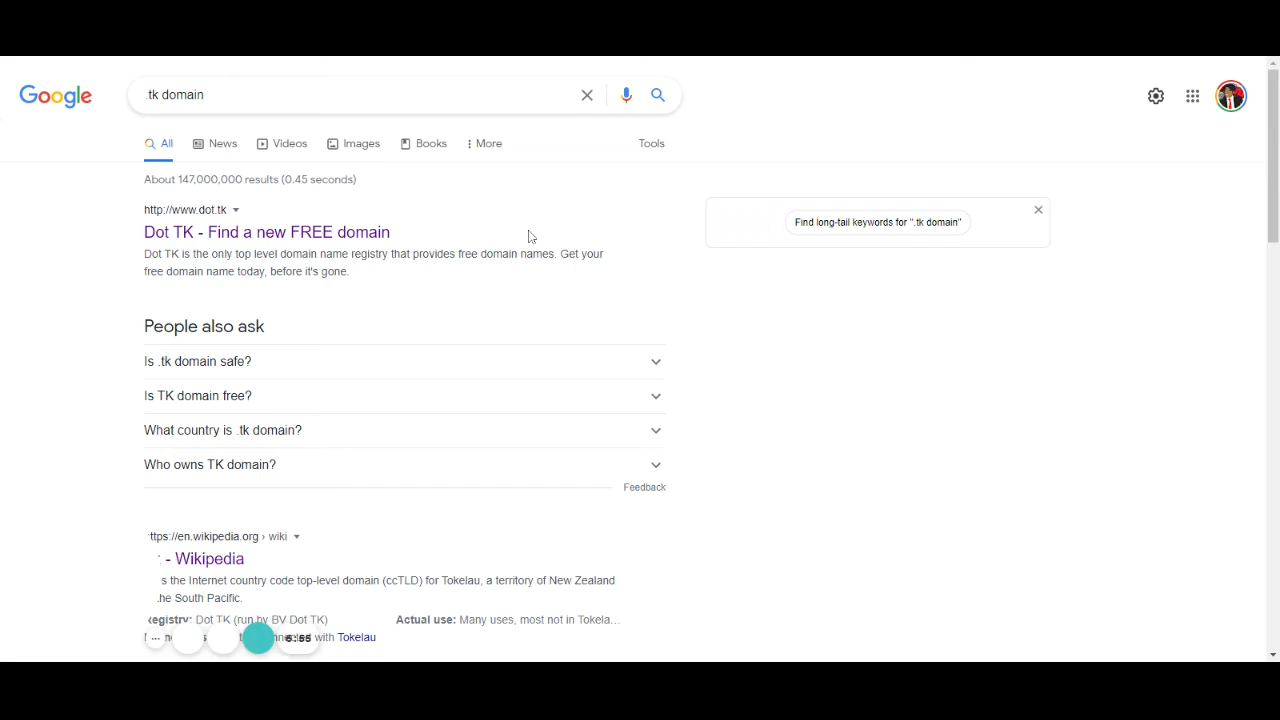 Google
.tk domain
All News Videos Images Books More Tools
About 147,000,000 results (0.45 seconds)
http://www.dot.tk
Dot TK - Find a new FREE domain
Dot TK is the only top level domain name registry that provides free domain names. Get your
free domain name today, before it's gone.
Find long-tail keywords for ".tk domain"
People also ask
Is .tk domain safe?
Is TK domain free?
What country is .tk domain?
Who owns TK domain?
Feedback
ttps://en.wikipedia.org › wiki
- Wikipedia
s the Internet country code top-level domain (ccTLD) for Tokelau, a territory of New Zealand
he South Pacific.
egistry: Dot TK (run by BV Dot TK) Actual use: Many uses, most not in Tokela...
with Tokelau